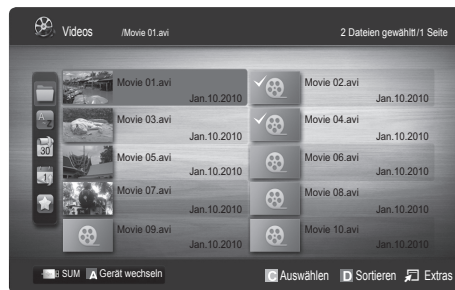 Videos /Movie 01.avi 2 Dateien gewählt/1 Seite
Movie 01.avi Movie 02.avi
Jan.10.2010 Jan.10.2010
Movie 03.avi Movie 04.avi
Jan.10.2010 Jan.10.2010
Movie 05.avi Movie 06.avi
Jan.10.2010 Jan.10.2010
Movie 07.avi Movie 08.avi
Jan.10.2010 Jan.10.2010
Movie 09.avi Movie 10.avi
Jan.10.2010 Jan.10.2010
SUM A Gerät wechseln C Auswählen D Sortieren Extras